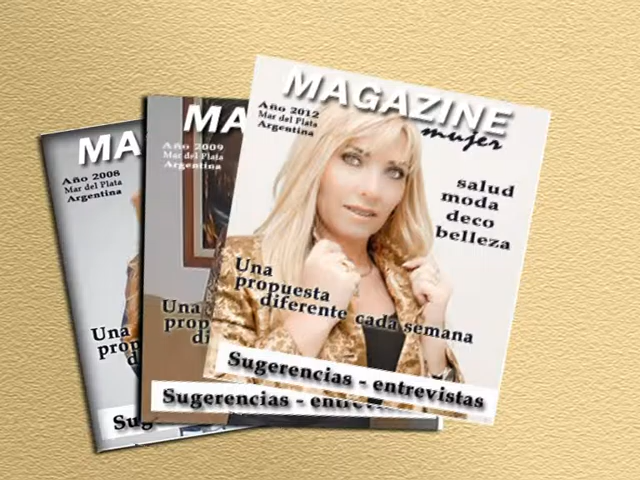 MAGAZINE
mujer
Año 2012
Mar del Plata
Argentina
salud
moda
deco
belleza
Una
propuesta
diferente cada semana
Sugerencias - entrevistas
MA
Año 2009
Mar del Plata
Argentina
Una
prop
di
Sugerencias -
MA
Año 2008
Mar del Plata
Argentina
Una
prop
d
Sug